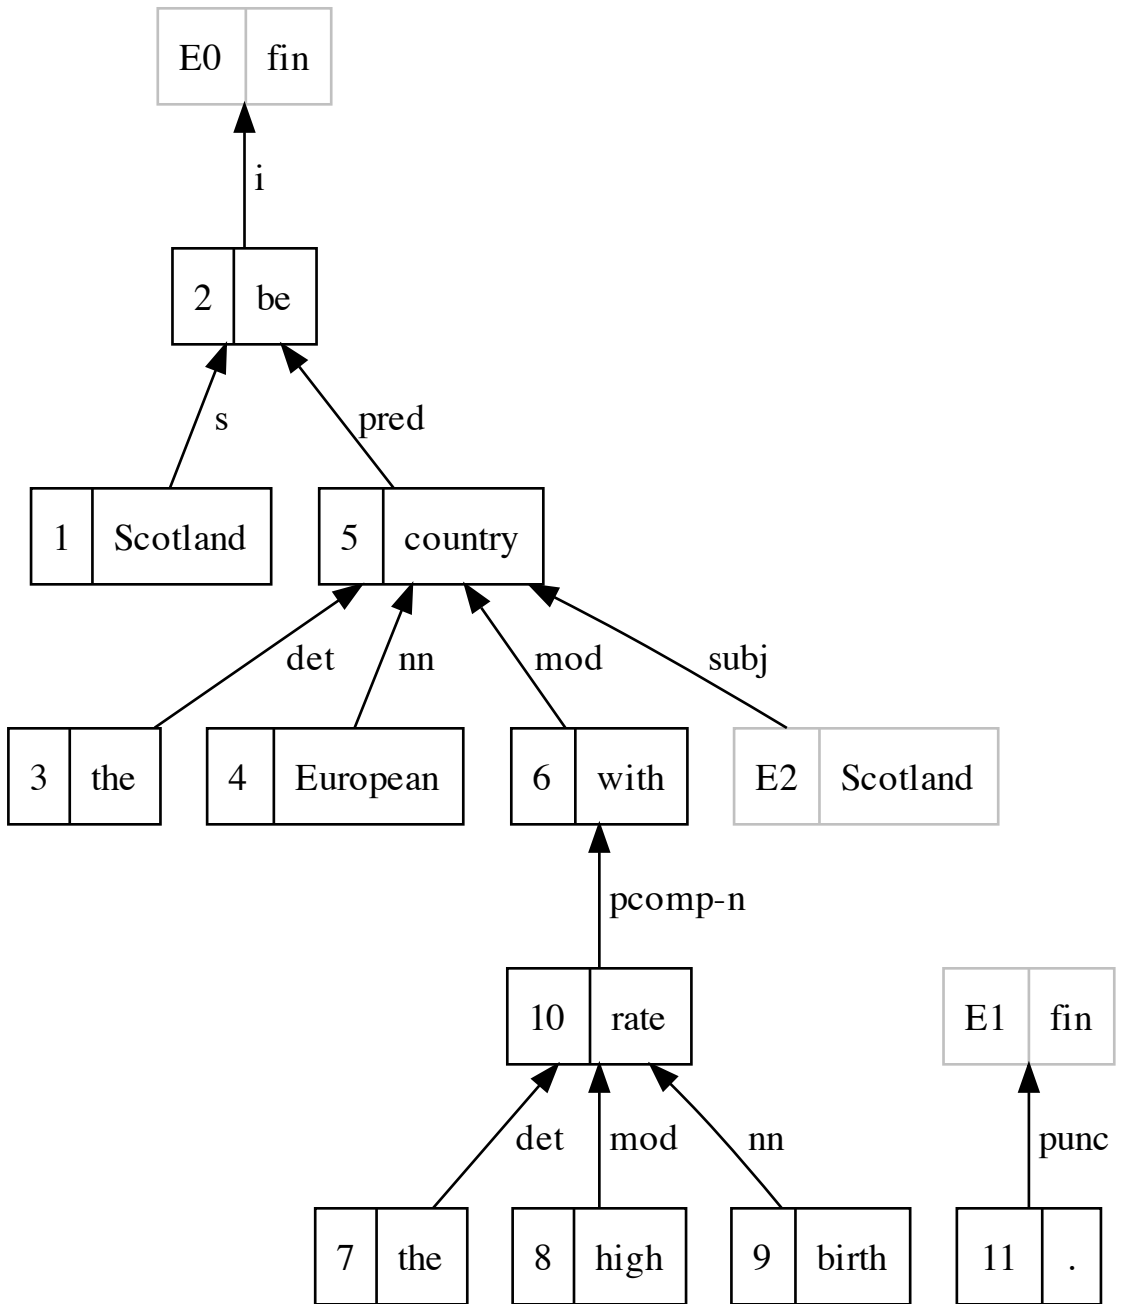 E0 fin
i
2 be
s pred
1 Scotland 5 country
det nn mod subj
3 the 4 European 6 with E2 Scotland
pcomp-n
10 rate E1 fin
det mod nn punc
7 the 8 high 9 birth 11 .